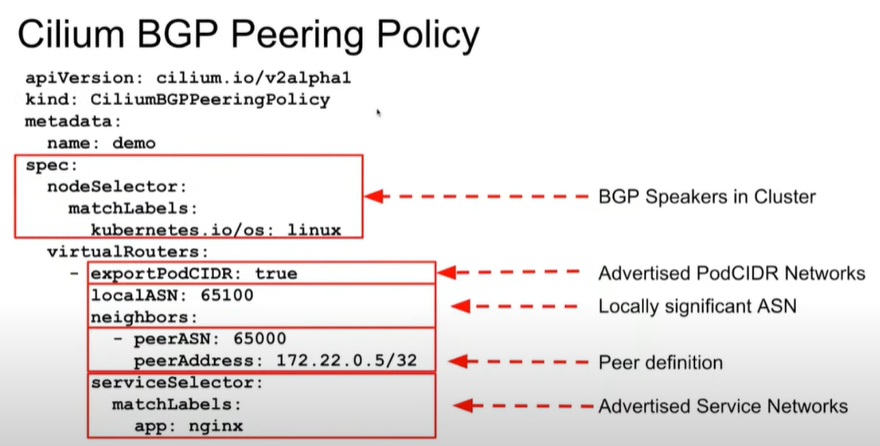 Cilium BGP Peering Policy
apiVersion: cilium.io/v2alpha1
kind: CiliumBGPPeeringPolicy
metadata:
  name: demo
spec:
  nodeSelector:
    matchLabels:
      kubernetes.io/os: linux
BGP Speakers in Cluster
  virtualRouters:
    - exportPodCIDR: true
Advertised PodCIDR Networks
      localASN: 65100
Locally significant ASN
      neighbors:
        - peerASN: 65000
          peerAddress: 172.22.0.5/32
Peer definition
      serviceSelector:
        matchLabels:
          app: nginx
Advertised Service Networks